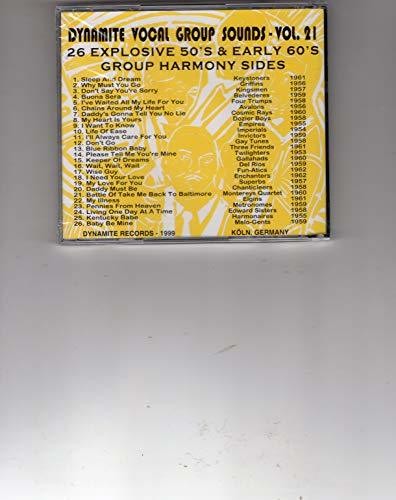 DYNAMITE VOCAL GROUP SOUNDS - VOL. 21
26 EXPLOSIVE 50'S & EARLY 60'S
GROUP HARMONY SIDES
1. Sleep And Dream Keystoners 1961
2. Why Must You Go Griffins 1956
3. Don't Say You're Sorry Kingsmen 1957
4. Buona Sera Belvederes 1959
5. I've Waited All My Life For You Four Trumps 1958
6. Chains Around My Heart Avalons 1956
7. Daddy's Gonna Tell You No Lie Cosmic Rays 1960
8. My Heart Is Yours Dozier Boys 1958
9. I Want To Know Empires 1955
10. Life Of Ease Imperials 1954
11. I'll Always Care For You Invictors 1959
12. Don't Go Gay Tunes 1958
13. Blue Ribbon Baby Three Friends 1961
14. Please Tell Me You're Mine Twilighters 1953
15. Keeper Of Dreams Gallahads 1960
16. Wait, Wait, Wait Del Rios 1959
17. Wise Guy Fun-Atics 1962
18. I Need Your Love Enchanters 1962
19. My Love For You Superbs 1957
20. Daddy Must Be Chanticleers 1958
21. Battle Of Take Me Back To Baltimore Montereys Quartet 1960
22. My Illness Elgins 1961
23. Pennies From Heaven Metronomes 1959
24. Living One Day At A Time Edward Sisters 1958
25. Kentucky Babe Harmonaires 1955
26. Baby Be Mine Melo-Gents 1959
DYNAMITE RECORDS - 1999 KÖLN, GERMANY